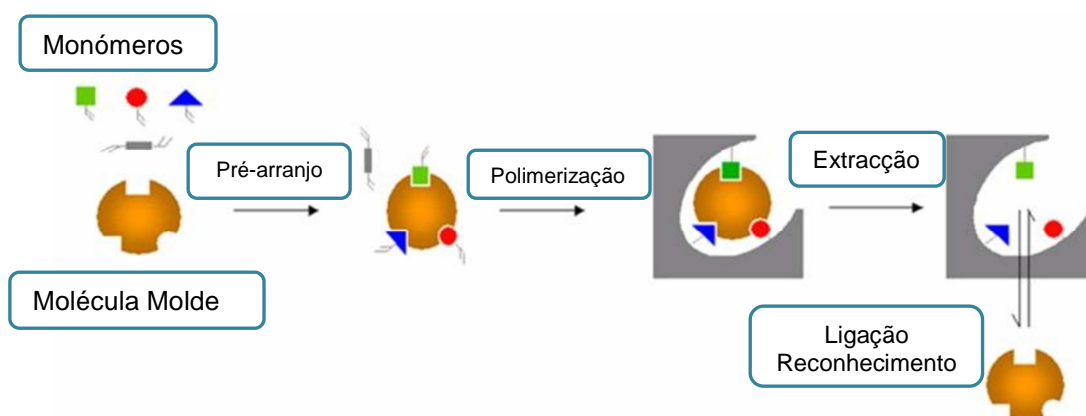 Monómeros
Pré-arranjo
Polimerização
Extracção
Molécula Molde
Ligação
Reconhecimento